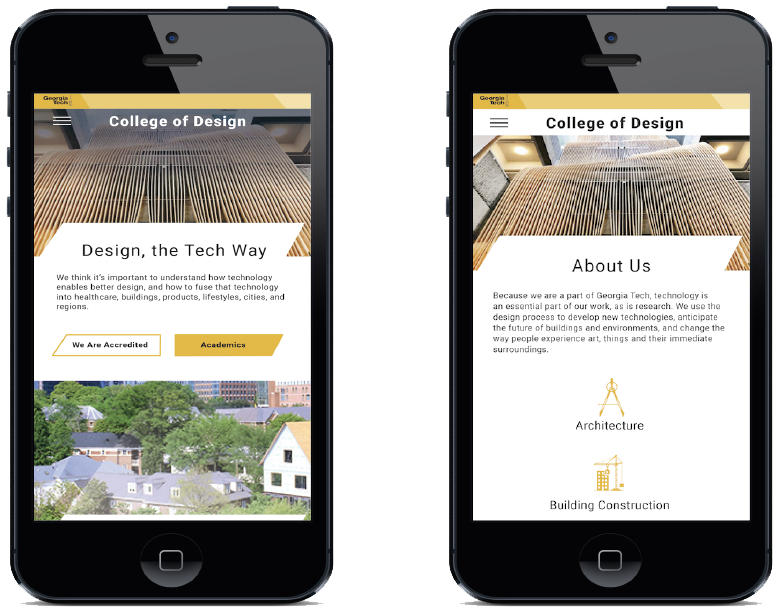 Georgia
Tech
College of Design
Design, the Tech Way
We think it's important to understand how technology
enables better design, and how to fuse that technology
into healthcare, buildings, products, lifestyles, cities, and
regions.
We Are Accredited
Academics
Georgia
Tech
College of Design
About Us
Because we are a part of Georgia Tech, technology is
an essential part of our work, as is research. We use the
design process to develop new technologies, anticipate
the future of buildings and environments, and change the
way people experience art, things and their immediate
surroundings.
Architecture
Building Construction